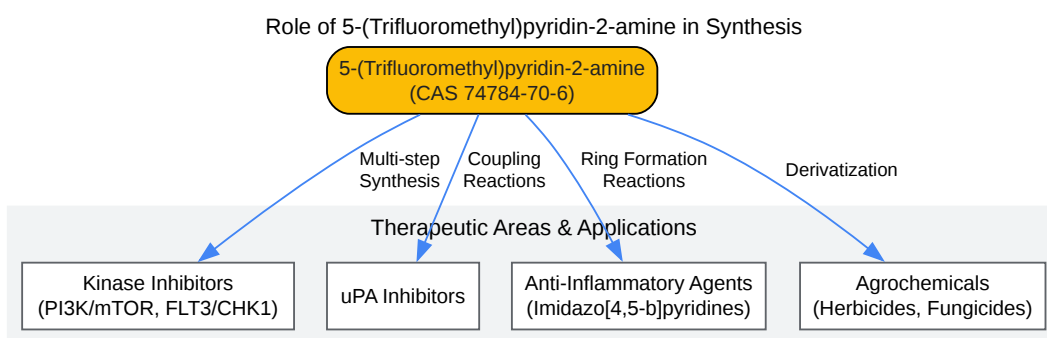 Role of 5-(Trifluoromethyl)pyridin-2-amine in Synthesis
5-(Trifluoromethyl)pyridin-2-amine
(CAS 74784-70-6)
Multi-step
Synthesis
Coupling
Reactions
Ring Formation
Reactions
Derivatization
Therapeutic Areas & Applications
Kinase Inhibitors
(PI3K/mTOR, FLT3/CHK1)
uPA Inhibitors
Anti-Inflammatory Agents
(Imidazo[4,5-b]pyridines)
Agrochemicals
(Herbicides, Fungicides)